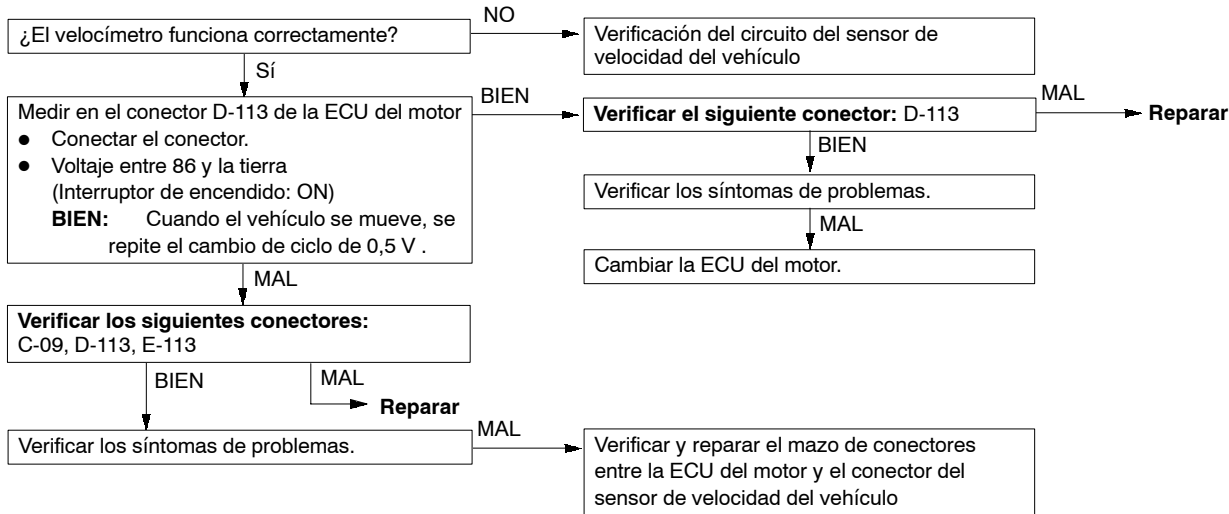 ¿El velocímetro funciona correctamente?
NO
Verificación del circuito del sensor de
velocidad del vehículo
Sí
Medir en el conector D-113 de la ECU del motor
● Conectar el conector.
● Voltaje entre 86 y la tierra
(Interruptor de encendido: ON)
BIEN: Cuando el vehículo se mueve, se
repite el cambio de ciclo de 0,5 V .
BIEN
Verificar el siguiente conector: D-113
MAL
Reparar
BIEN
Verificar los síntomas de problemas.
MAL
Cambiar la ECU del motor.
MAL
Verificar los siguientes conectores:
C-09, D-113, E-113
BIEN
MAL
Reparar
Verificar los síntomas de problemas.
MAL
Verificar y reparar el mazo de conectores
entre la ECU del motor y el conector del
sensor de velocidad del vehículo